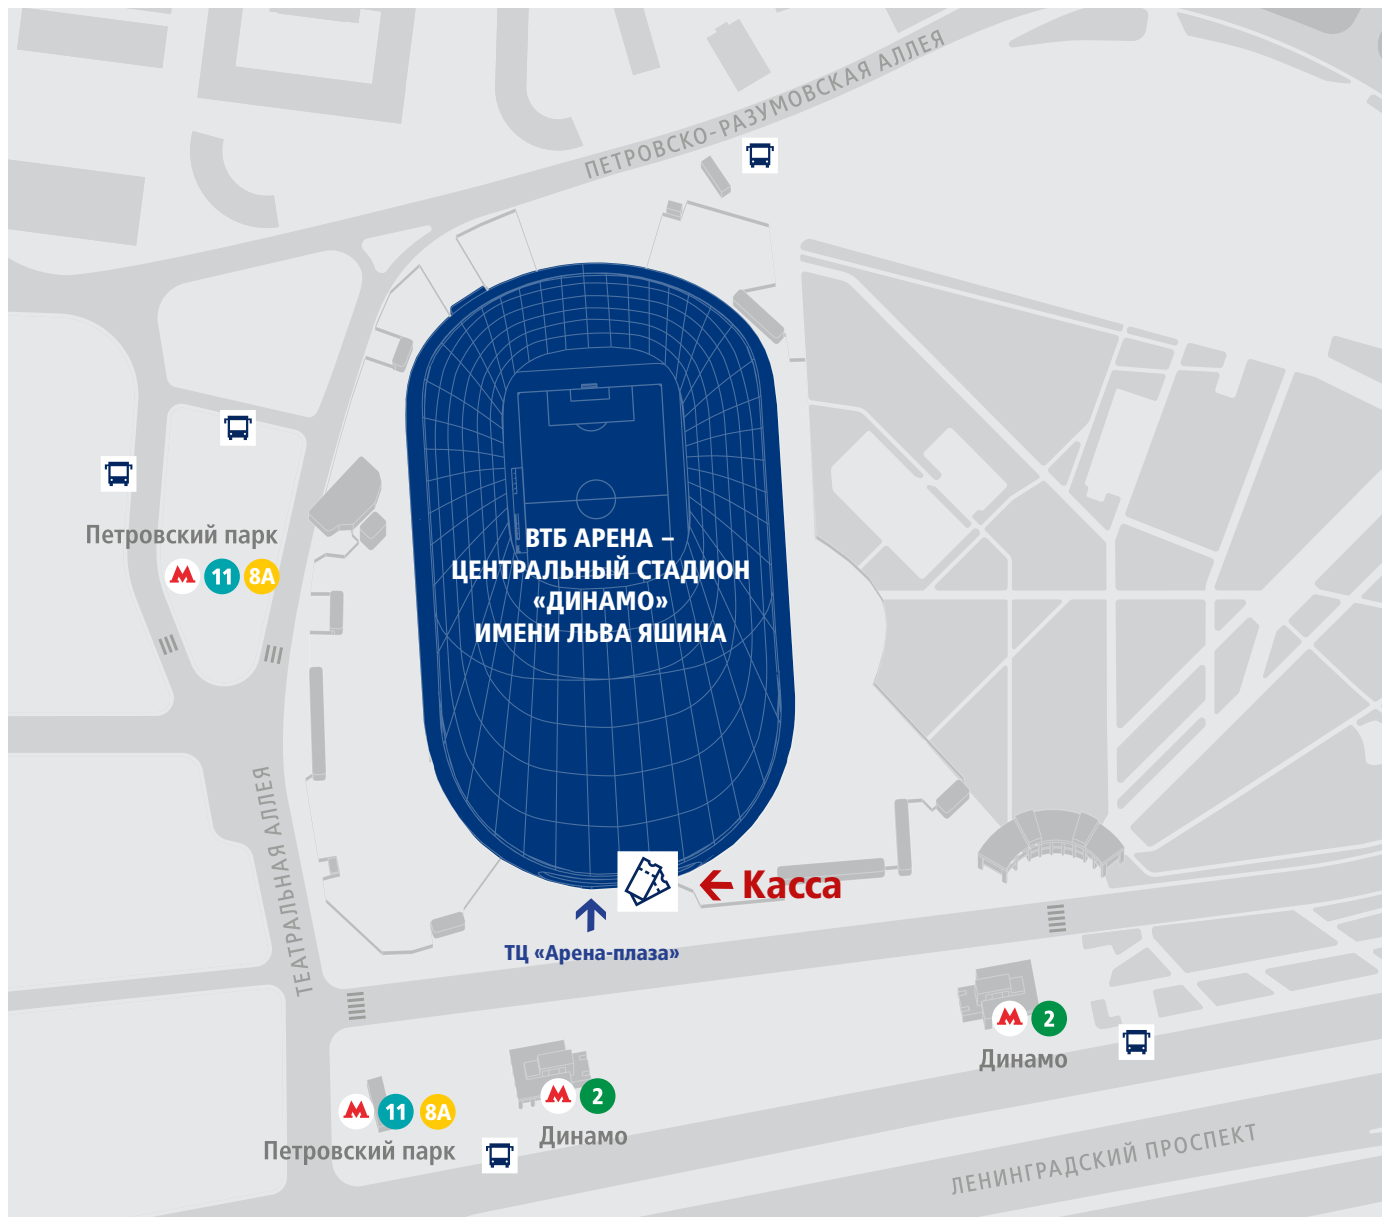 ПЕТРОВСКО-РАЗУМОВСКАЯ АЛЛЕЯ
Петровский парк
М 11 8А
ВТБ АРЕНА –
ЦЕНТРАЛЬНЫЙ СТАДИОН
«ДИНАМО»
ИМЕНИ ЛЬВА ЯШИНА
ТЕАТРАЛЬНАЯ АЛЛЕЯ
Касса
ТЦ «Арена-плаза»
М 2
Динамо
М 2
Динамо
М 11 8А
Петровский парк
ЛЕНИНГРАДСКИЙ ПРОСПЕКТ